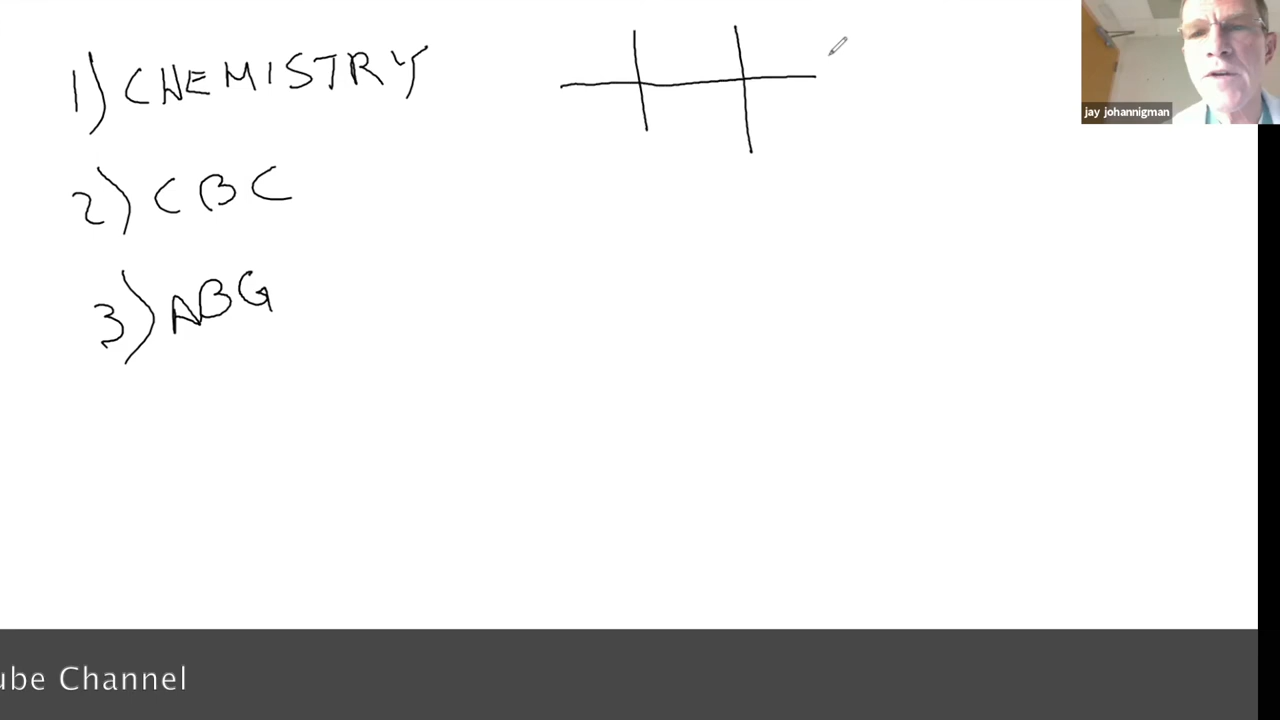 1) CHEMISTRY
2) CBC
3) ABG
jay johannigman
ube Channel